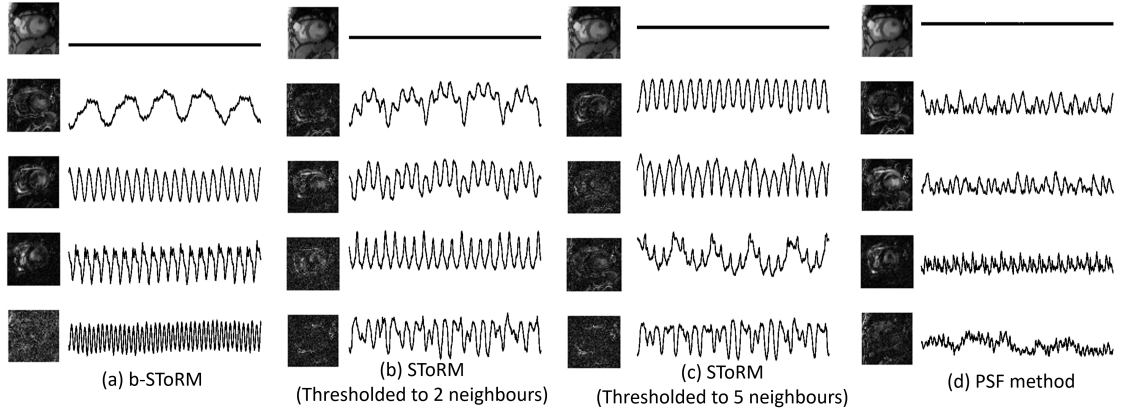 (a) b-SToRM
(b) SToRM
(Thresholded to 2 neighbours)
(c) SToRM
(Thresholded to 5 neighbours)
(d) PSF method